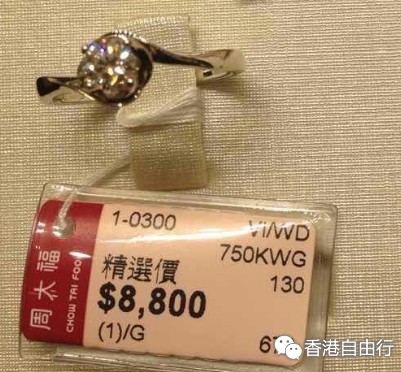 1-0300
VI/WD
750KWG
130
精選價
$8,800
(1)/G
周大福
CHOW TAI FOOK
香港自由行